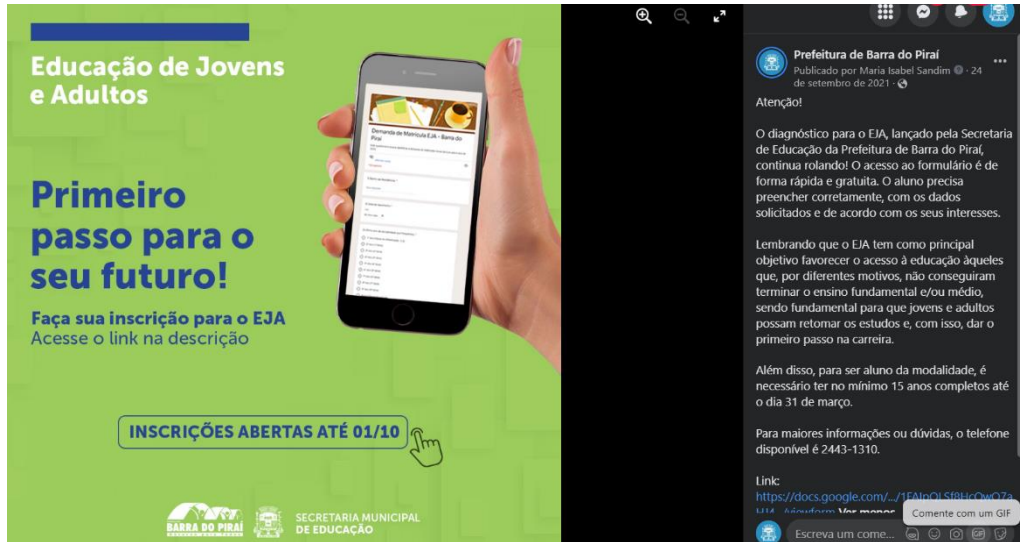 Educação de Jovens
e Adultos
Primeiro
passo para o
seu futuro!
Faça sua inscrição para o EJA
Acesse o link na descrição
INSCRIÇÕES ABERTAS ATÉ 01/10
BARRA DO PIRAÍ
SECRETARIA MUNICIPAL
DE EDUCAÇÃO
Demanda de Matrícula EJA - Barra do
Piraí
Prefeitura de Barra do Piraí
Publicado por Maria Isabel Sandim · 24
de setembro de 2021 ·
Atenção!
O diagnóstico para o EJA, lançado pela Secretaria
de Educação da Prefeitura de Barra do Piraí,
continua rolando! O acesso ao formulário é de
forma rápida e gratuita. O aluno precisa
preencher corretamente, com os dados
solicitados e de acordo com os seus interesses.
Lembrando que o EJA tem como principal
objetivo favorecer o acesso à educação àqueles
que, por diferentes motivos, não conseguiram
terminar o ensino fundamental e/ou médio,
sendo fundamental para que jovens e adultos
possam retomar os estudos e, com isso, dar o
primeiro passo na carreira.
Além disso, para ser aluno da modalidade, é
necessário ter no mínimo 15 anos completos até
o dia 31 de março.
Para maiores informações ou dúvidas, o telefone
disponível é 2443-1310.
Link:
https://docs.google.com/.../
Ver menos
Comente com um GIF
Escreva um come...
GIF